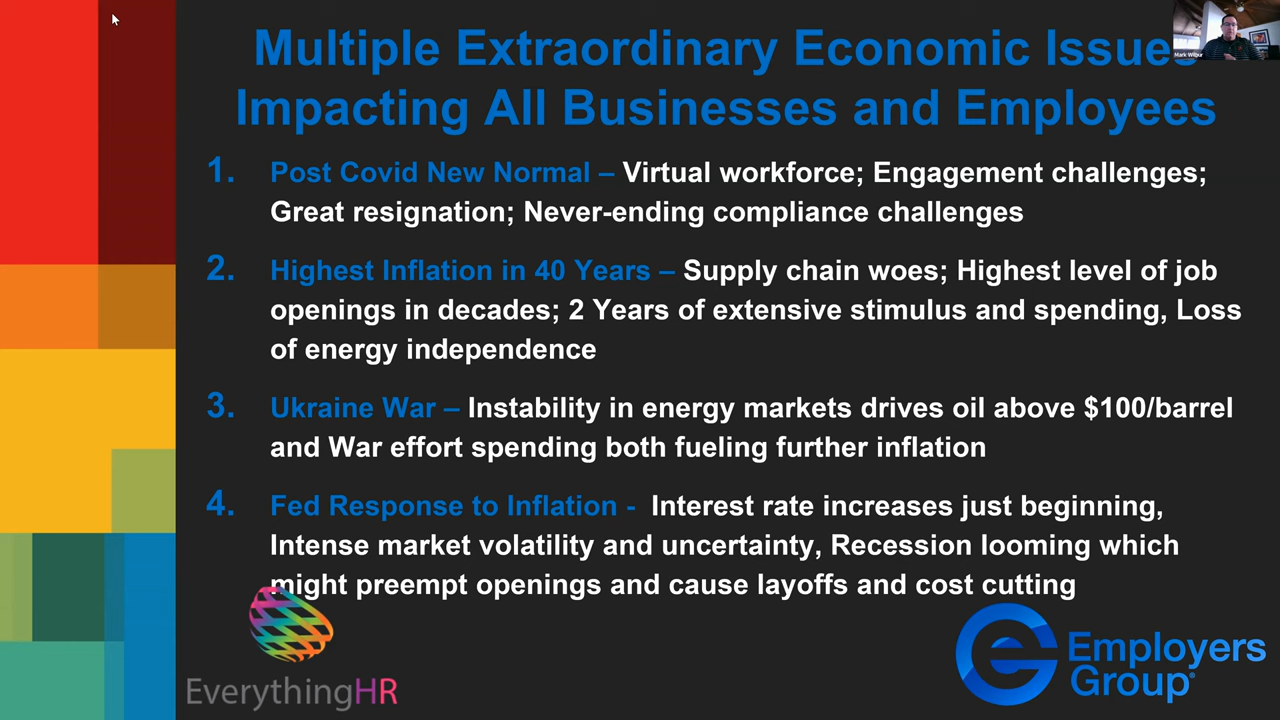 Multiple Extraordinary Economic Issues
Mark Wilbur
Impacting All Businesses and Employees
1. Post Covid New Normal – Virtual workforce; Engagement challenges;
Great resignation; Never-ending compliance challenges
2. Highest Inflation in 40 Years – Supply chain woes; Highest level of job
openings in decades; 2 Years of extensive stimulus and spending, Loss
of energy independence
3. Ukraine War – Instability in energy markets drives oil above $100/barrel
and War effort spending both fueling further inflation
4. Fed Response to Inflation - Interest rate increases just beginning,
Intense market volatility and uncertainty, Recession looming which
might preempt openings and cause layoffs and cost cutting
EverythingHR
Employers
Group®